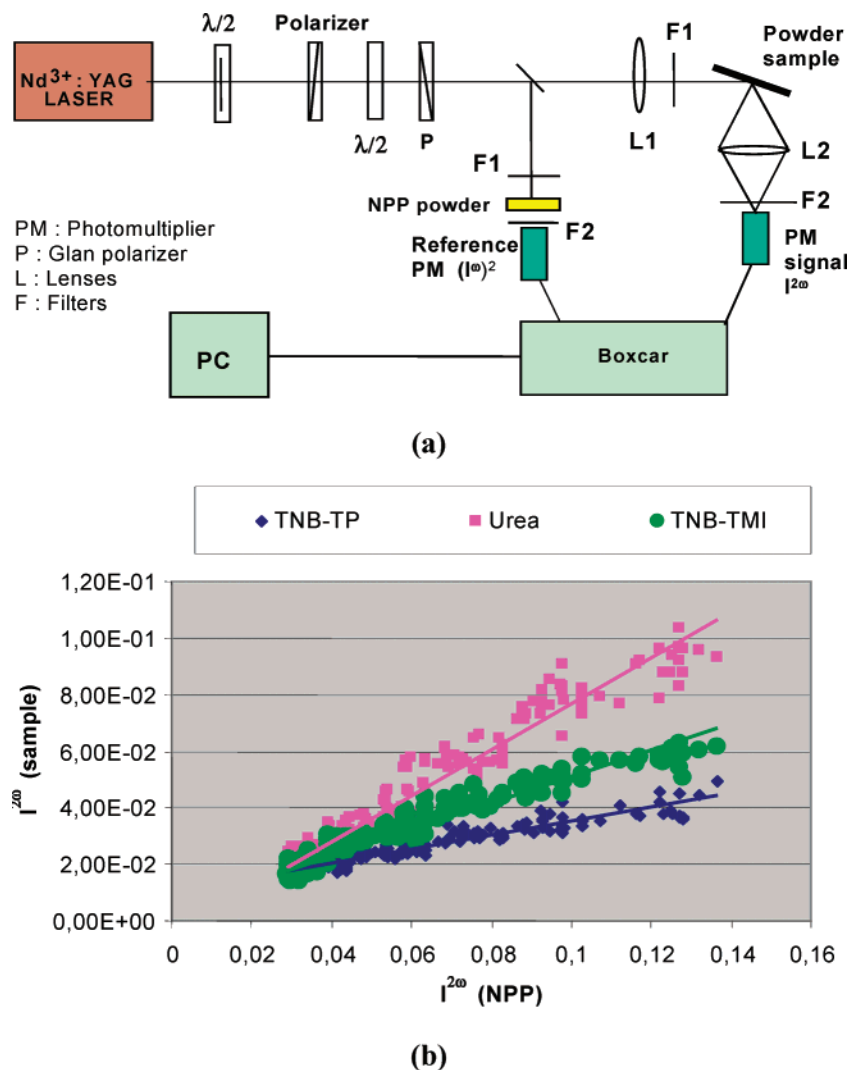 λ/2
Polarizer
F1
Powder
sample
Nd³⁺ : YAG
LASER
λ/2
P
L1
L2
F1
NPP powder
F2
F2
PM : Photomultiplier
P : Glan polarizer
L : Lenses
F : Filters
Reference
PM (Iω)²
PM
signal
I²ω
PC
Boxcar
(a)
TNB-TP
Urea
TNB-TMI
1,20E-01
1,00E-01
8,00E-02
6,00E-02
4,00E-02
2,00E-02
0,00E+00
I²ω (sample)
0
0,02
0,04
0,06
0,08
0,1
0,12
0,14
0,16
I²ω (NPP)
(b)